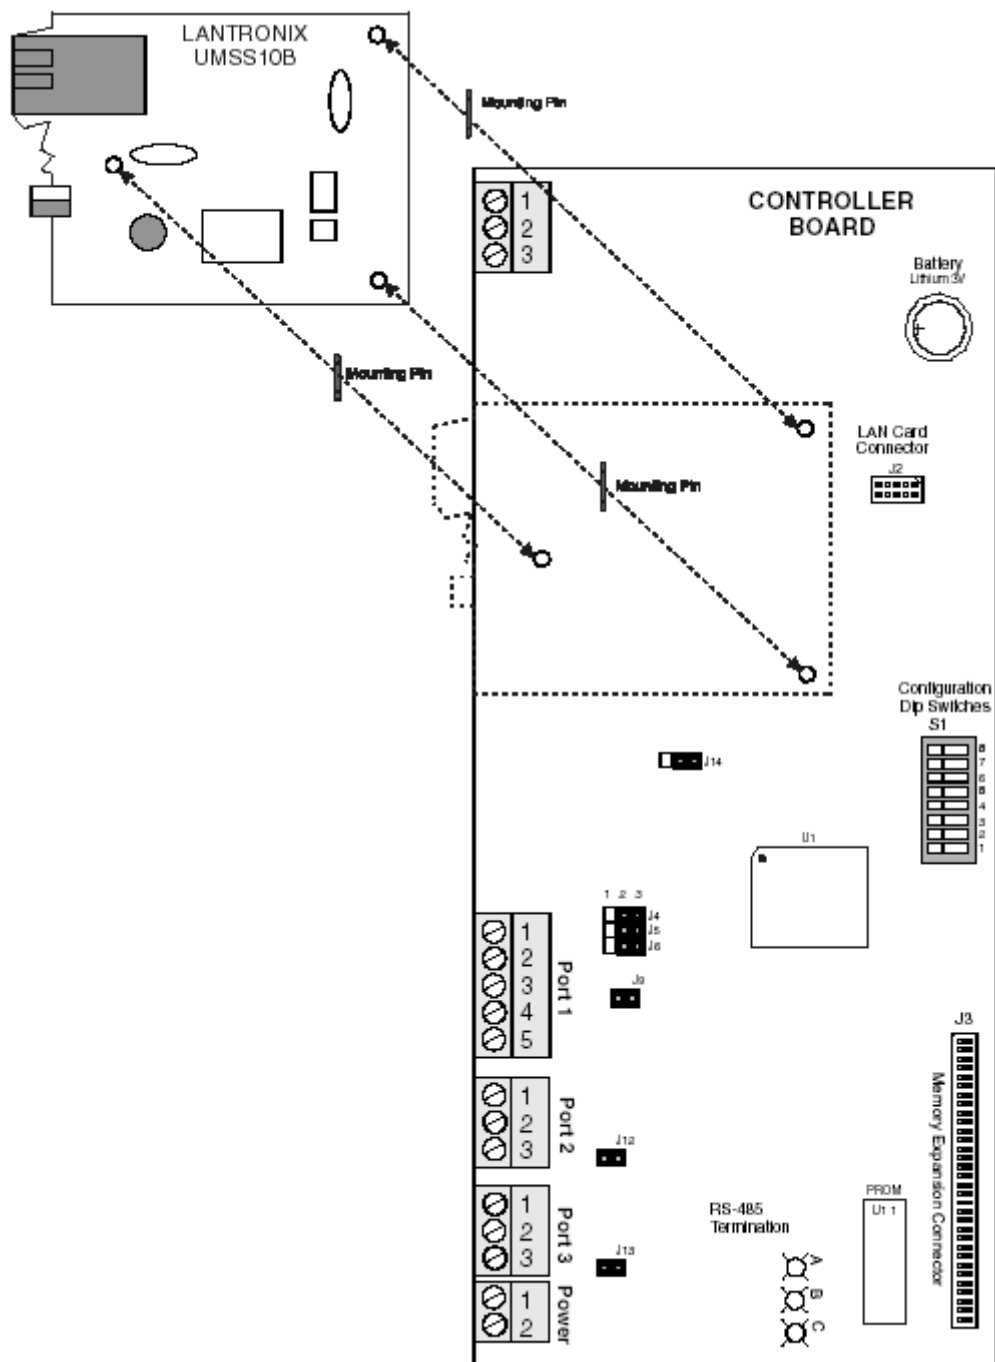 LANTRONIX
UMSS10B
Mounting Pin
1
2
3
CONTROLLER
BOARD
Battery
Lithium 3V
Mounting Pin
LAN Card
Connector
J2
Mounting Pin
Configuration
Dip Switches
S1
8
7
6
5
4
3
2
1
J14
U1
1 2 3
J4
J5
J6
J9
1
2
3
4
5
Port 1
J3
Memory Expansion Connector
1
2
3
Port 2
J12
PROM
U11
RS-485
Termination
1
2
3
Port 3
J13
A
B
C
1
2
Power